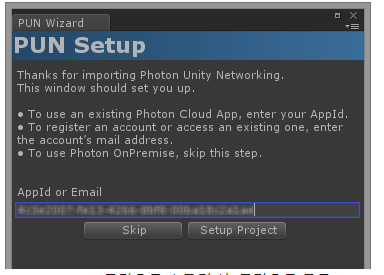 PUN Wizard
PUN Setup
Thanks for importing Photon Unity Networking.
This window should set you up.
● To use an existing Photon Cloud App, enter your AppId.
● To register an account or access an existing one, enter
the account's mail address.
● To use Photon OnPremise, skip this step.
AppId or Email
Skip
Setup Project